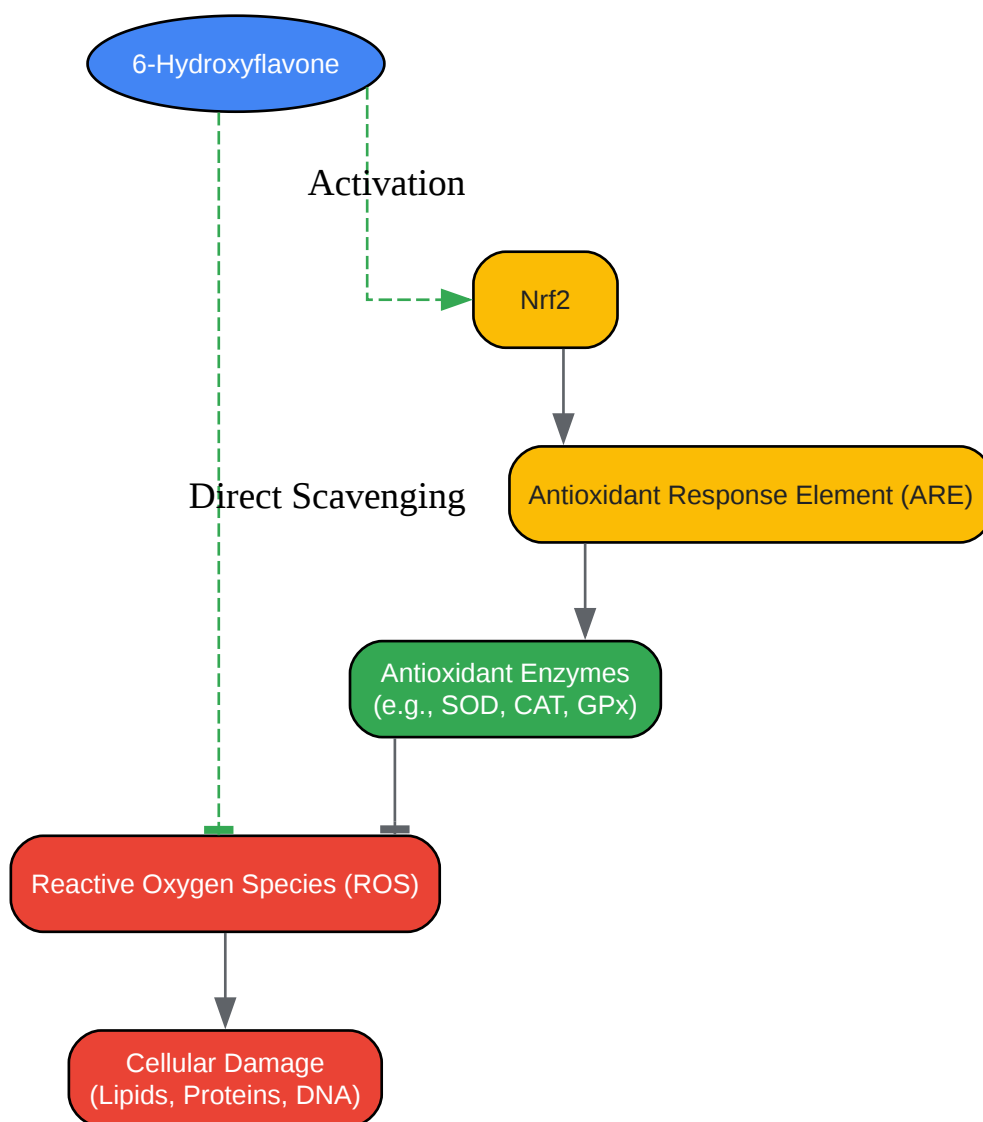 6-Hydroxyflavone
Activation
Nrf2
Direct Scavenging
Antioxidant Response Element (ARE)
Antioxidant Enzymes
(e.g., SOD, CAT, GPx)
Reactive Oxygen Species (ROS)
Cellular Damage
(Lipids, Proteins, DNA)